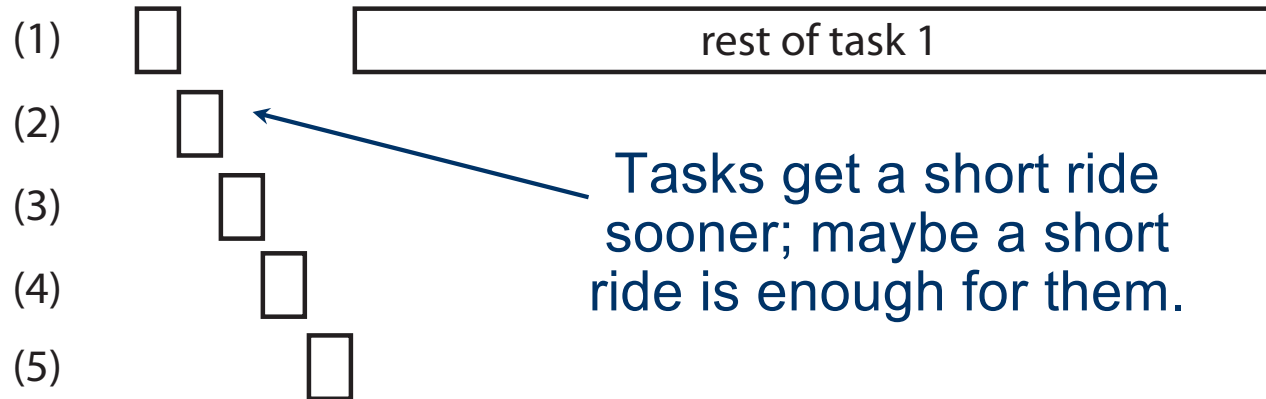 (1) rest of task 1
(2)
Tasks get a short ride
(3)
sooner; maybe a short
(4)
ride is enough for them.
(5)